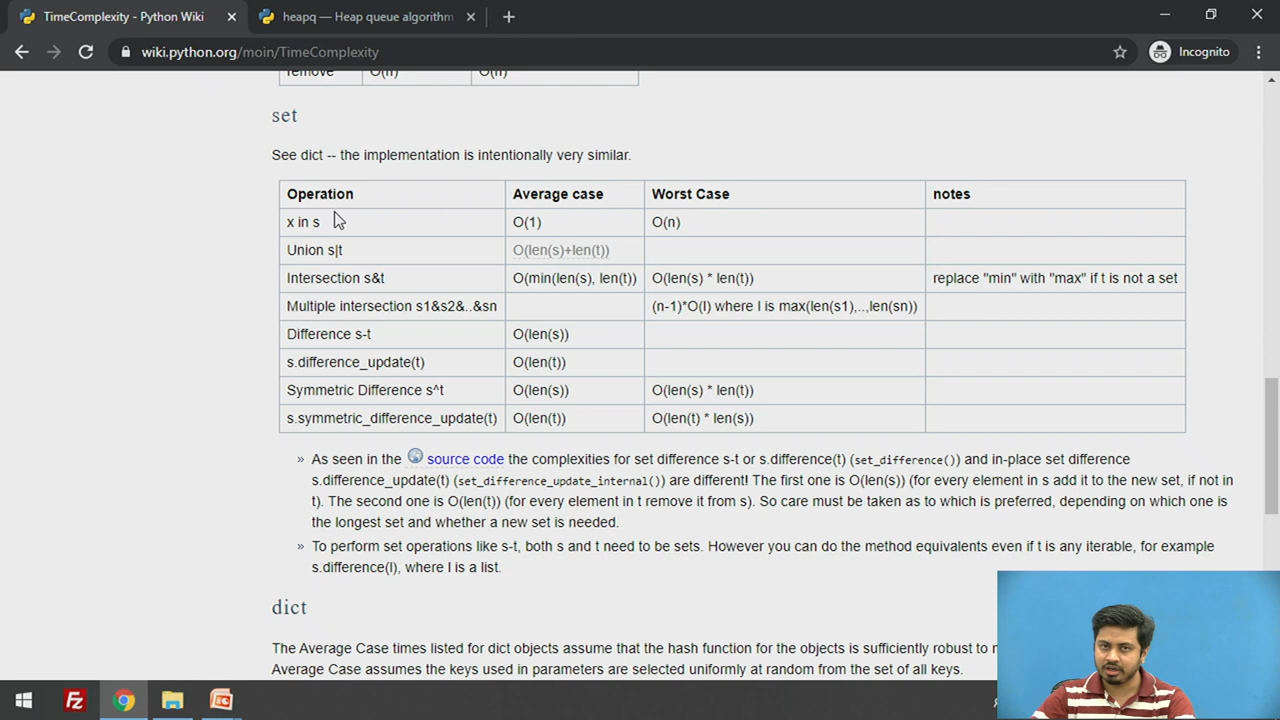 TimeComplexity - Python Wiki
heapq — Heap queue algorithm
wiki.python.org/moin/TimeComplexity
Incognito
remove O(n) O(n)
set
See dict -- the implementation is intentionally very similar.
Operation Average case Worst Case notes
x in s O(1) O(n)
Union s|t O(len(s)+len(t))
Intersection s&t O(min(len(s), len(t)) O(len(s) * len(t)) replace "min" with "max" if t is not a set
Multiple intersection s1&s2&..&sn (n-1)*O(l) where l is max(len(s1),..,len(sn))
Difference s-t O(len(s))
s.difference_update(t) O(len(t))
Symmetric Difference s^t O(len(s)) O(len(s) * len(t))
s.symmetric_difference_update(t) O(len(t)) O(len(t) * len(s))
» As seen in the source code the complexities for set difference s-t or s.difference(t) (set_difference()) and in-place set difference
s.difference_update(t) (set_difference_update_internal()) are different! The first one is O(len(s)) (for every element in s add it to the new set, if not in
t). The second one is O(len(t)) (for every element in t remove it from s). So care must be taken as to which is preferred, depending on which one is
the longest set and whether a new set is needed.
» To perform set operations like s-t, both s and t need to be sets. However you can do the method equivalents even if t is any iterable, for example
s.difference(l), where l is a list.
dict
The Average Case times listed for dict objects assume that the hash function for the objects is sufficiently robust to
Average Case assumes the keys used in parameters are selected uniformly at random from the set of all keys.